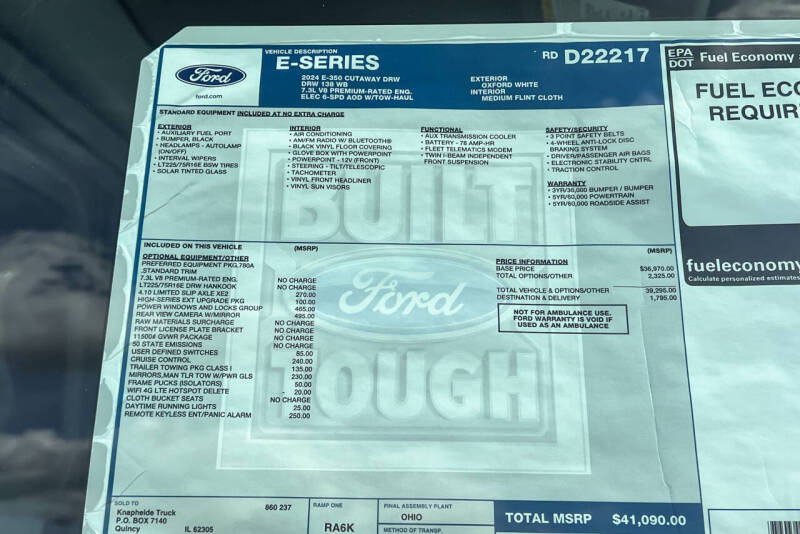 Ford
ford.com
VEHICLE DESCRIPTION
E-SERIES
2024 E-350 CUTAWAY DRW
DRW 138 WB
7.3L V8 PREMIUM-RATED ENG.
ELEC 6-SPD AOD W/TOW-HAUL
RD D22217
EXTERIOR
OXFORD WHITE
INTERIOR
MEDIUM FLINT CLOTH
STANDARD EQUIPMENT INCLUDED AT NO EXTRA CHARGE
EXTERIOR
• AUXILIARY FUEL PORT
• BUMPER, BLACK
• HEADLAMPS - AUTOLAMP
(ON/OFF)
• INTERVAL WIPERS
• LT225/75R16E BSW TIRES
• SOLAR TINTED GLASS
INTERIOR
• AIR CONDITIONING
• AM/FM RADIO W/ BLUETOOTH®
• BLACK VINYL FLOOR COVERING
• GLOVE BOX WITH POWERPOINT
• POWERPOINT - 12V (FRONT)
• STEERING - TILT/TELESCOPIC
• TACHOMETER
• VINYL FRONT HEADLINER
• VINYL SUN VISORS
FUNCTIONAL
• AUX TRANSMISSION COOLER
• BATTERY - 78 AMP-HR
• FLEET TELEMATICS MODEM
• TWIN I-BEAM INDEPENDENT
FRONT SUSPENSION
SAFETY/SECURITY
• 3 POINT SAFETY BELTS
• 4-WHEEL ANTI-LOCK DISC
BRAKING SYSTEM
• DRIVER/PASSENGER AIR BAGS
• ELECTRONIC STABILITY CNTRL
• TRACTION CONTROL
WARRANTY
• 3YR/36,000 BUMPER / BUMPER
• 5YR/60,000 POWERTRAIN
• 5YR/60,000 ROADSIDE ASSIST
BUILT
Ford
TOUGH
INCLUDED ON THIS VEHICLE (MSRP)
OPTIONAL EQUIPMENT/OTHER
PREFERRED EQUIPMENT PKG.780A
.STANDARD TRIM
7.3L V8 PREMIUM-RATED ENG. NO CHARGE
LT225/75R16E DRW HANKOOK NO CHARGE
4.10 LIMITED SLIP AXLE XE2 270.00
HIGH-SERIES EXT UPGRADE PKG 100.00
POWER WINDOWS AND LOCKS GROUP 465.00
REAR VIEW CAMERA W/MIRROR 495.00
RAW MATERIALS SURCHARGE NO CHARGE
FRONT LICENSE PLATE BRACKET NO CHARGE
11500# GVWR PACKAGE NO CHARGE
50 STATE EMISSIONS NO CHARGE
USER DEFINED SWITCHES 85.00
CRUISE CONTROL 240.00
TRAILER TOWING PKG CLASS I 135.00
MIRRORS,MAN TLR TOW W/PWR GLS 230.00
FRAME PUCKS (ISOLATORS) 50.00
WIFI 4G LTE HOTSPOT DELETE - 20.00
CLOTH BUCKET SEATS NO CHARGE
DAYTIME RUNNING LIGHTS 25.00
REMOTE KEYLESS ENT/PANIC ALARM 250.00
(MSRP)
PRICE INFORMATION
BASE PRICE $36,970.00
TOTAL OPTIONS/OTHER 2,325.00
TOTAL VEHICLE & OPTIONS/OTHER 39,295.00
DESTINATION & DELIVERY 1,795.00
NOT FOR AMBULANCE USE.
FORD WARRANTY IS VOID IF
USED AS AN AMBULANCE
SOLD TO
Knapheide Truck
P.O. BOX 7140
Quincy IL 62305
860 237
RAMP ONE
RA6K
FINAL ASSEMBLY PLANT
OHIO
METHOD OF TRANSP.
TOTAL MSRP $41,090.00
EPA
DOT
Fuel Economy
FUEL ECO
REQUIR
fueleconomy
Calculate personalized estimates